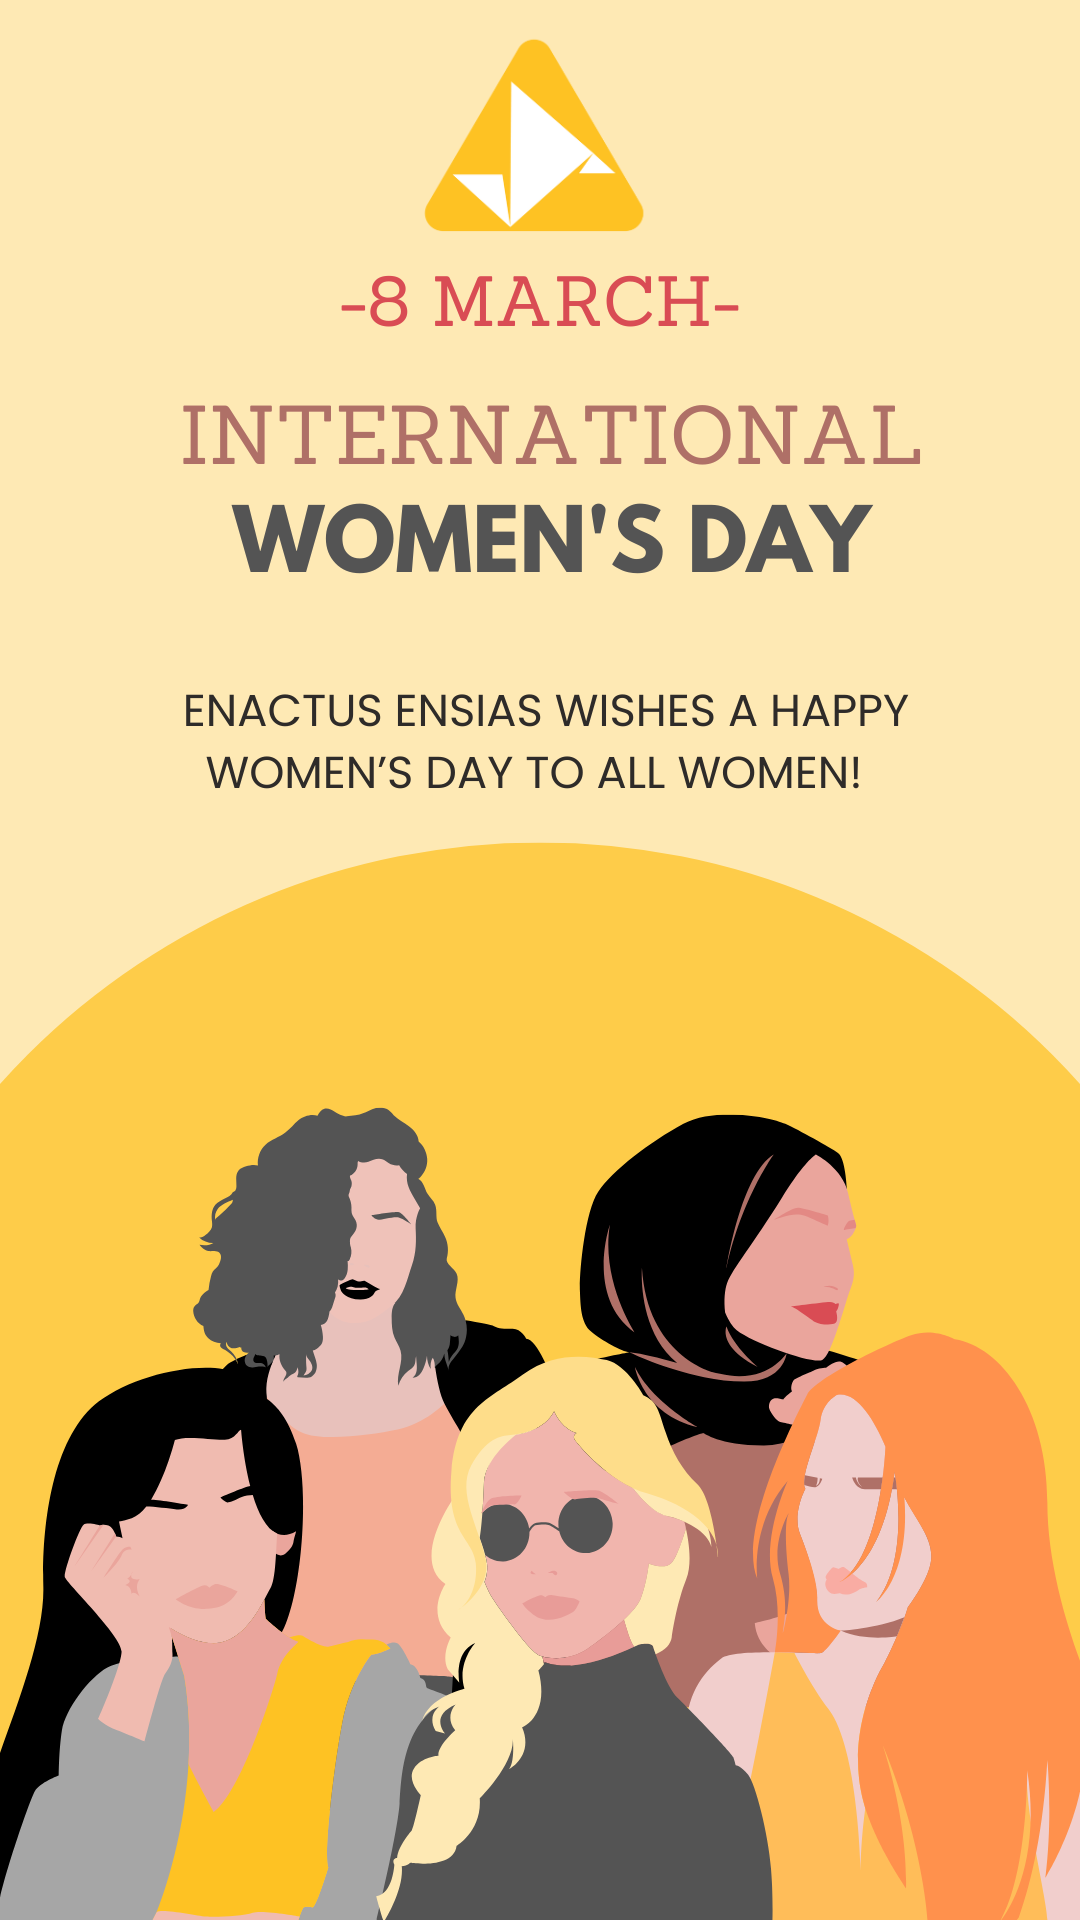 -8 MARCH-
INTERNATIONAL
WOMEN'S DAY
ENACTUS ENSIAS WISHES A HAPPY
WOMEN’S DAY TO ALL WOMEN!